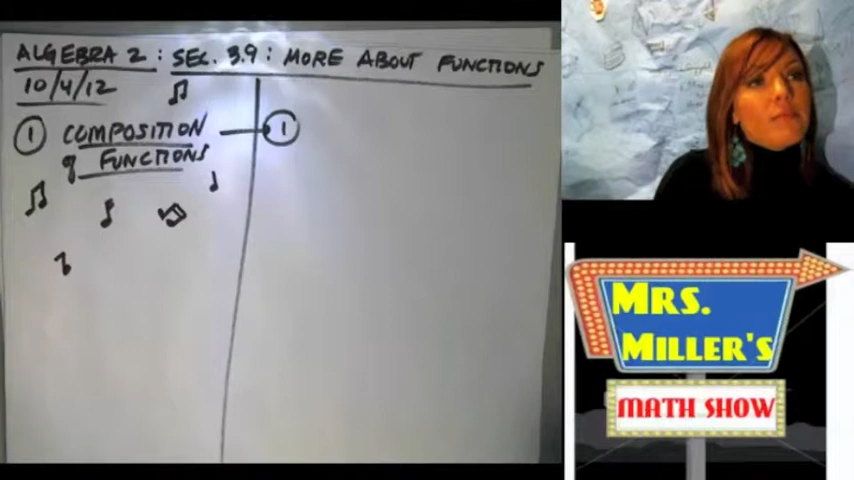 ALGEBRA 2 : SEC. 3.9 : MORE ABOUT FUNCTIONS
10/4/12
① COMPOSITION — ①
of FUNCTIONS
MRS.
MILLER'S
MATH SHOW